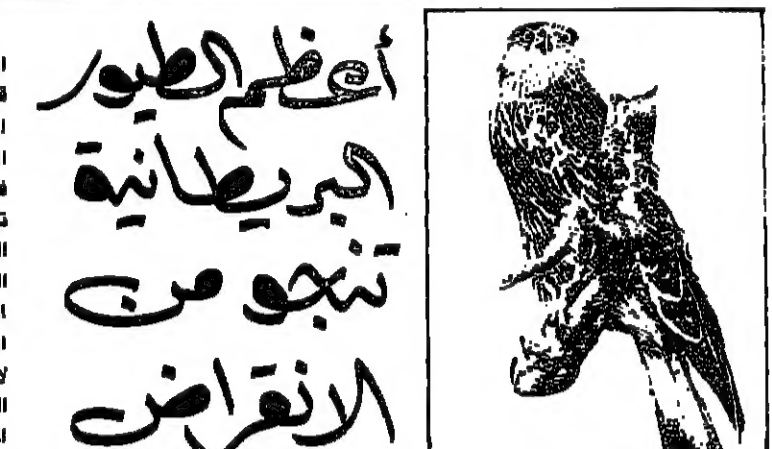 أعظم الطيور
البريطانية
تنجو من
الانقراض